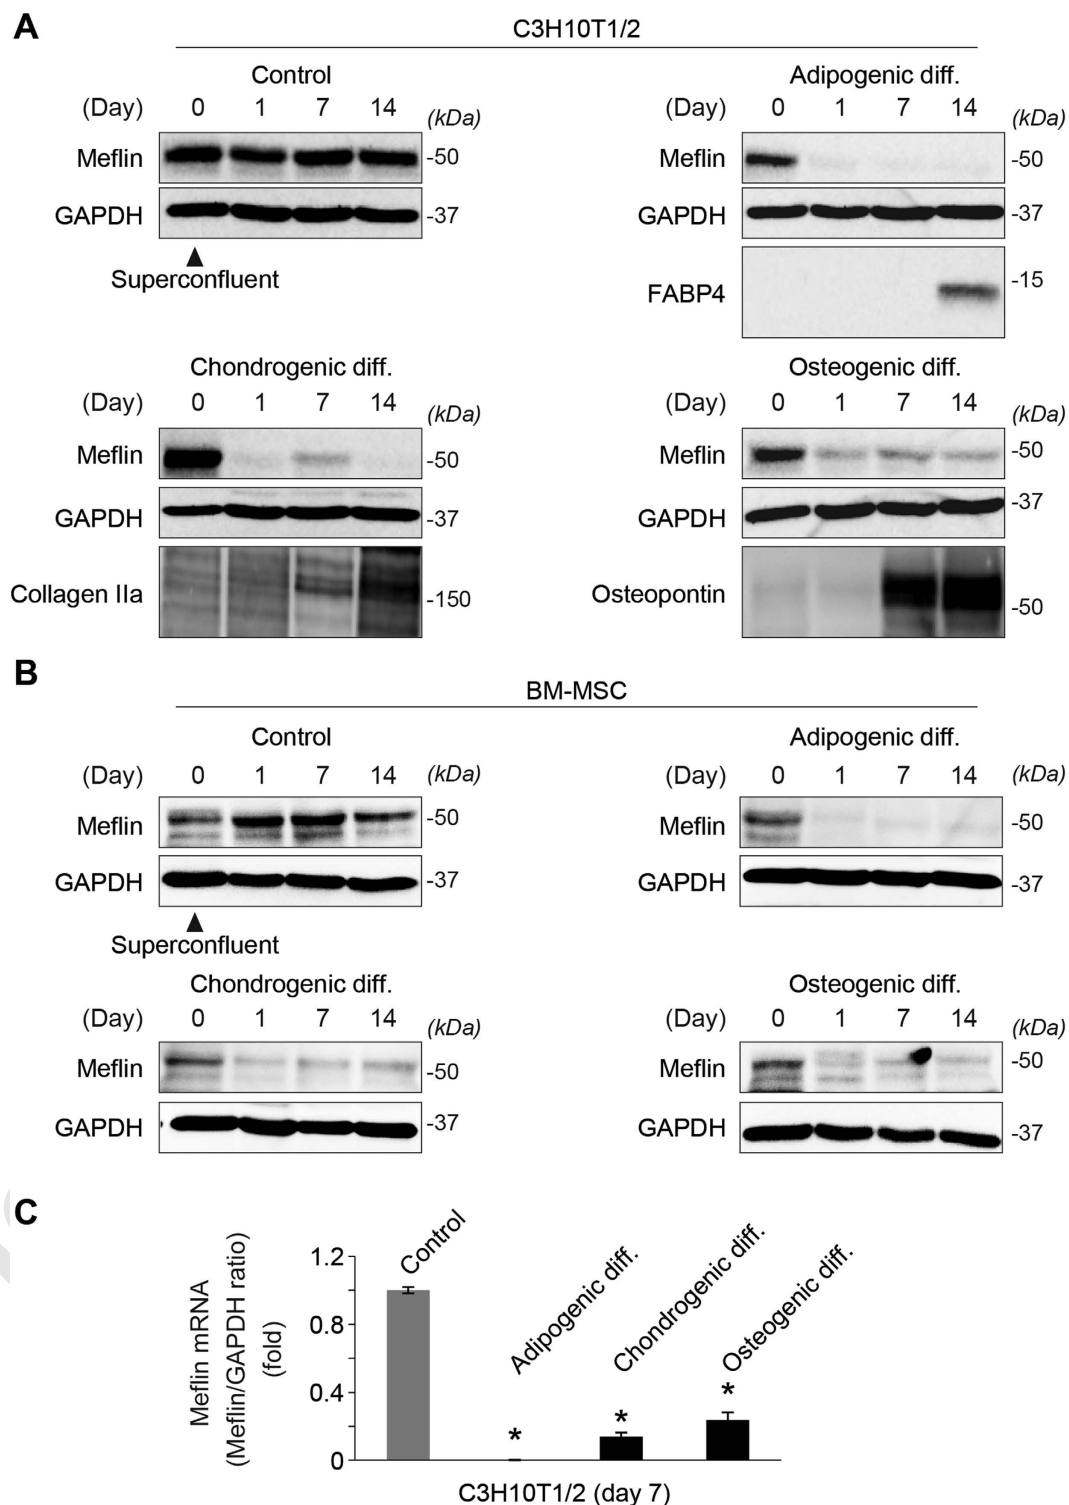 A
C3H10T1/2
Control
(Day) 0 1 7 14 (kDa)
Meflin -50
GAPDH -37
Superconfluent
Adipogenic diff.
(Day) 0 1 7 14 (kDa)
Meflin -50
GAPDH -37
FABP4 -15
Chondrogenic diff.
(Day) 0 1 7 14 (kDa)
Meflin -50
GAPDH -37
Collagen IIa -150
Osteogenic diff.
(Day) 0 1 7 14 (kDa)
Meflin -50
GAPDH -37
Osteopontin -50
B
BM-MSC
Control
(Day) 0 1 7 14 (kDa)
Meflin -50
GAPDH -37
Superconfluent
Adipogenic diff.
(Day) 0 1 7 14 (kDa)
Meflin -50
GAPDH -37
Chondrogenic diff.
(Day) 0 1 7 14 (kDa)
Meflin -50
GAPDH -37
Osteogenic diff.
(Day) 0 1 7 14 (kDa)
Meflin -50
GAPDH -37
C
Meflin mRNA
(Meflin/GAPDH ratio)
(fold)
1.2
0.8
0.4
0
Control
Adipogenic diff.
Chondrogenic diff.
Osteogenic diff.
*
*
*
C3H10T1/2 (day 7)